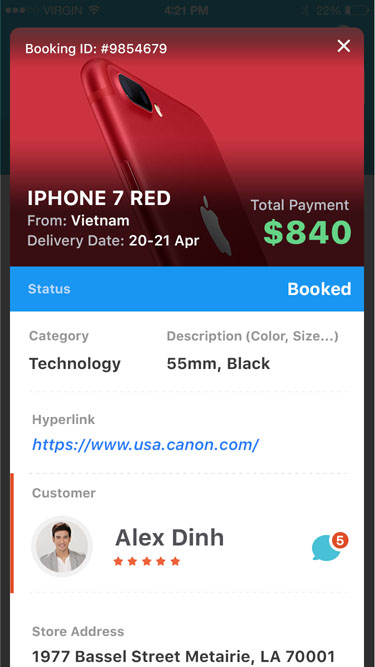 VIRGIN 4:21 PM 22%
Booking ID: #9854679
IPHONE 7 RED
From: Vietnam
Delivery Date: 20-21 Apr
Total Payment
$840
Status Booked
Category Description (Color, Size...)
Technology 55mm, Black
Hyperlink
https://www.usa.canon.com/
Customer
Alex Dinh
5
Store Address
1977 Bassel Street Metairie, LA 70001